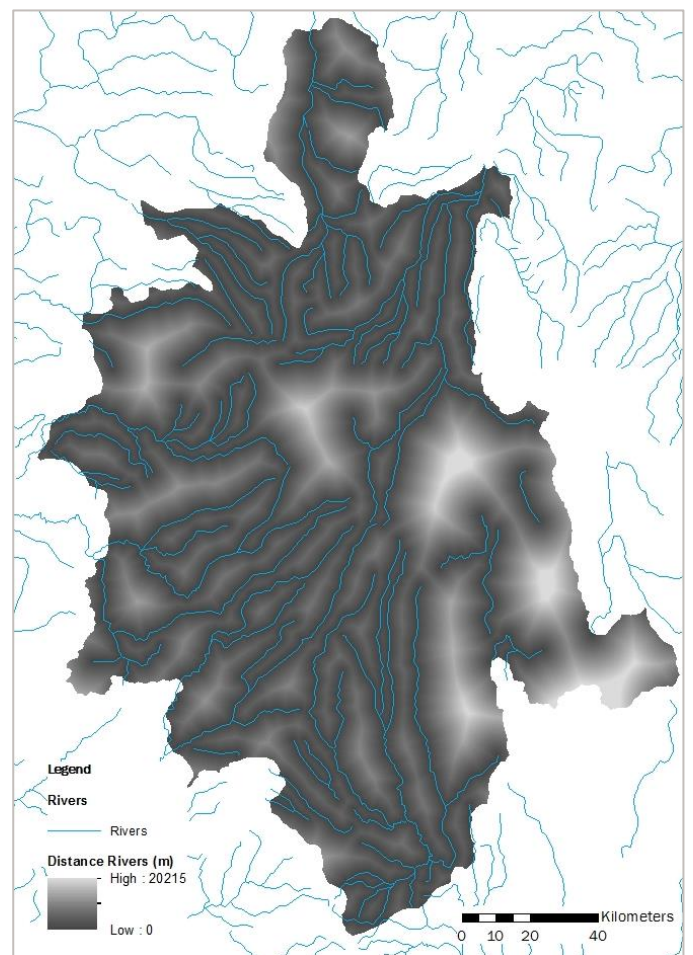 Legend
Rivers
Rivers
Distance Rivers (m)
High : 20215
Low : 0
Kilometers
0 10 20 40